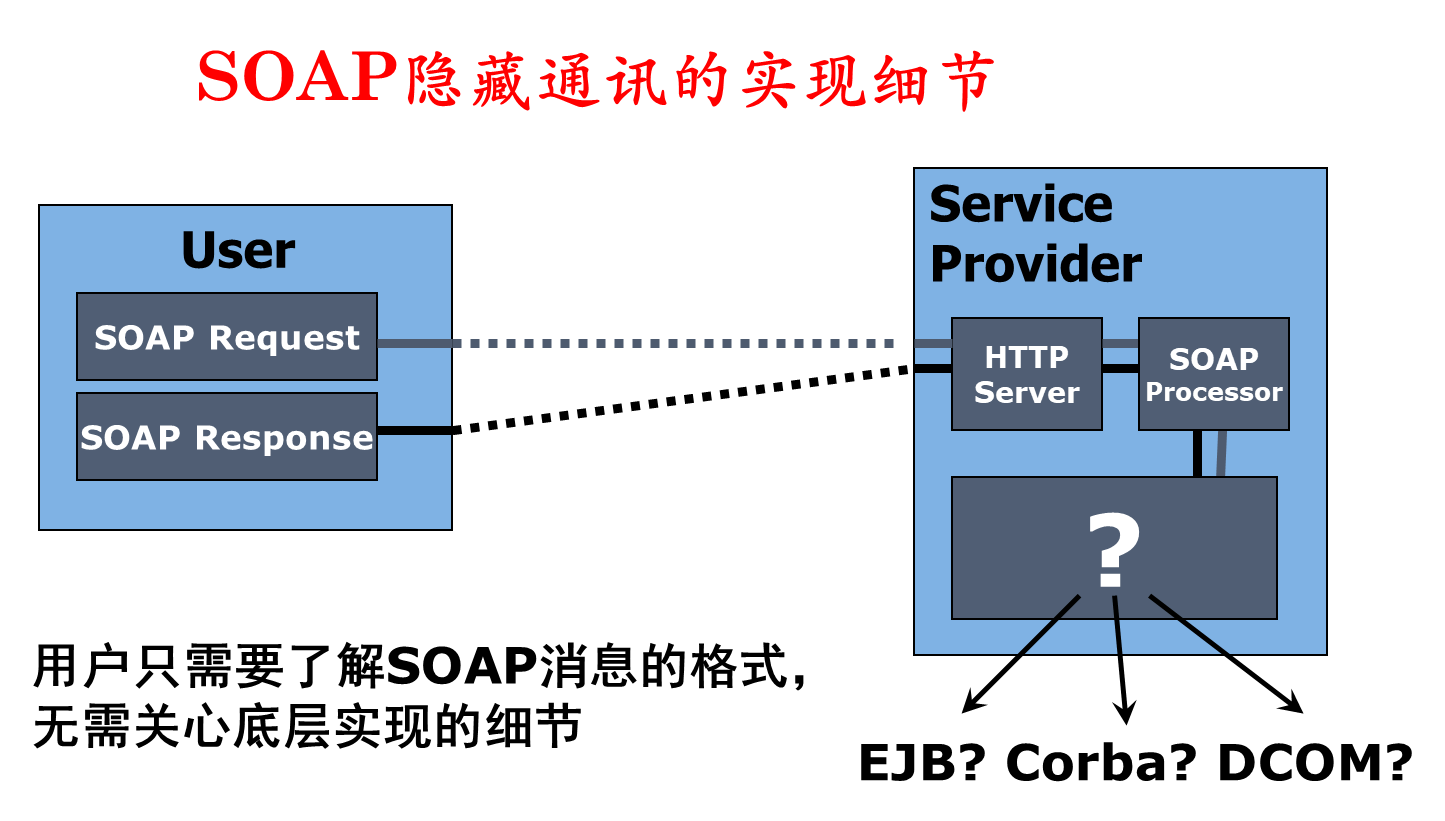 SOAP隐藏通讯的实现细节
User
SOAP Request
SOAP Response
Service
Provider
HTTP
Server
SOAP
Processor
?
用户只需要了解SOAP消息的格式,
无需关心底层实现的细节
EJB? Corba? DCOM?